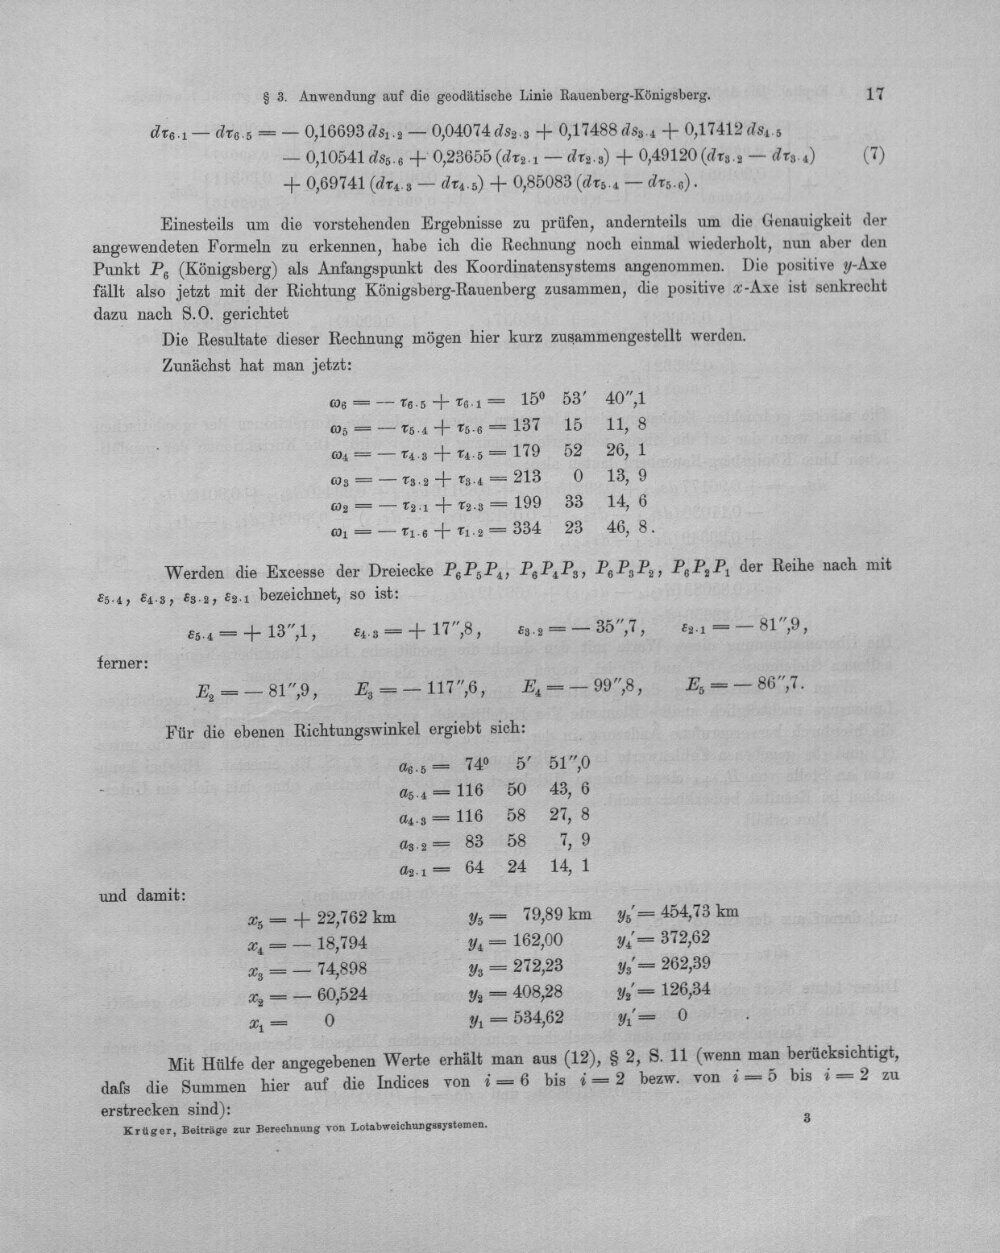 § 3. Anwendung auf die geodätische Linie Rauenberg-Königsberg. 17
dτ₆.₁ — dτ₆.₅ = — 0,16693 ds₁.₂ — 0,04074 ds₂.₃ + 0,17488 ds₃.₄ + 0,17412 ds₄.₅
— 0,10541 ds₅.₆ + 0,23655 (dτ₂.₁ — dτ₂.₃) + 0,49120 (dτ₃.₂ — dτ₃.₄) (7)
+ 0,69741 (dτ₄.₃ — dτ₄.₅) + 0,85083 (dτ₅.₄ — dτ₅.₆).
Einesteils um die vorstehenden Ergebnisse zu prüfen, andernteils um die Genauigkeit der
angewendeten Formeln zu erkennen, habe ich die Rechnung noch einmal wiederholt, nun aber den
Punkt P₆ (Königsberg) als Anfangspunkt des Koordinatensystems angenommen. Die positive y-Axe
fällt also jetzt mit der Richtung Königsberg-Rauenberg zusammen, die positive x-Axe ist senkrecht
dazu nach S.O. gerichtet
Die Resultate dieser Rechnung mögen hier kurz zusammengestellt werden.
Zunächst hat man jetzt:
ω₆ = — τ₆.₅ + τ₆.₁ = 15⁰ 53′ 40″,1
ω₅ = — τ₅.₄ + τ₅.₆ = 137 15 11, 8
ω₄ = — τ₄.₃ + τ₄.₅ = 179 52 26, 1
ω₃ = — τ₃.₂ + τ₃.₄ = 213 0 13, 9
ω₂ = — τ₂.₁ + τ₂.₃ = 199 33 14, 6
ω₁ = — τ₁.₆ + τ₁.₂ = 334 23 46, 8.
Werden die Excesse der Dreiecke P₆P₅P₄, P₆P₄P₃, P₆P₃P₂, P₆P₂P₁ der Reihe nach mit
ε₅.₄, ε₄.₃, ε₃.₂, ε₂.₁ bezeichnet, so ist:
ε₅.₄ = + 13″,1, ε₄.₃ = + 17″,8, ε₃.₂ = — 35″,7, ε₂.₁ = — 81″,9,
ferner:
E₂ = — 81″,9, E₃ = — 117″,6, E₄ = — 99″,8, E₅ = — 86″,7.
Für die ebenen Richtungswinkel ergiebt sich:
a₆.₅ = 74⁰ 5′ 51″,0
a₅.₄ = 116 50 43, 6
a₄.₃ = 116 58 27, 8
a₃.₂ = 83 58 7, 9
a₂.₁ = 64 24 14, 1
und damit:
x₅ = + 22,762 km y₅ = 79,89 km y₅′ = 454,73 km
x₄ = — 18,794 y₄ = 162,00 y₄′ = 372,62
x₃ = — 74,898 y₃ = 272,23 y₃′ = 262,39
x₂ = — 60,524 y₂ = 408,28 y₂′ = 126,34
x₁ = 0 y₁ = 534,62 y₁′ = 0
Mit Hülfe der angegebenen Werte erhält man aus (12), § 2, S. 11 (wenn man berücksichtigt,
daſs die Summen hier auf die Indices von i = 6 bis i = 2 bezw. von i = 5 bis i = 2 zu
erstrecken sind):
Krüger, Beiträge zur Berechnung von Lotabweichungssystemen. 3